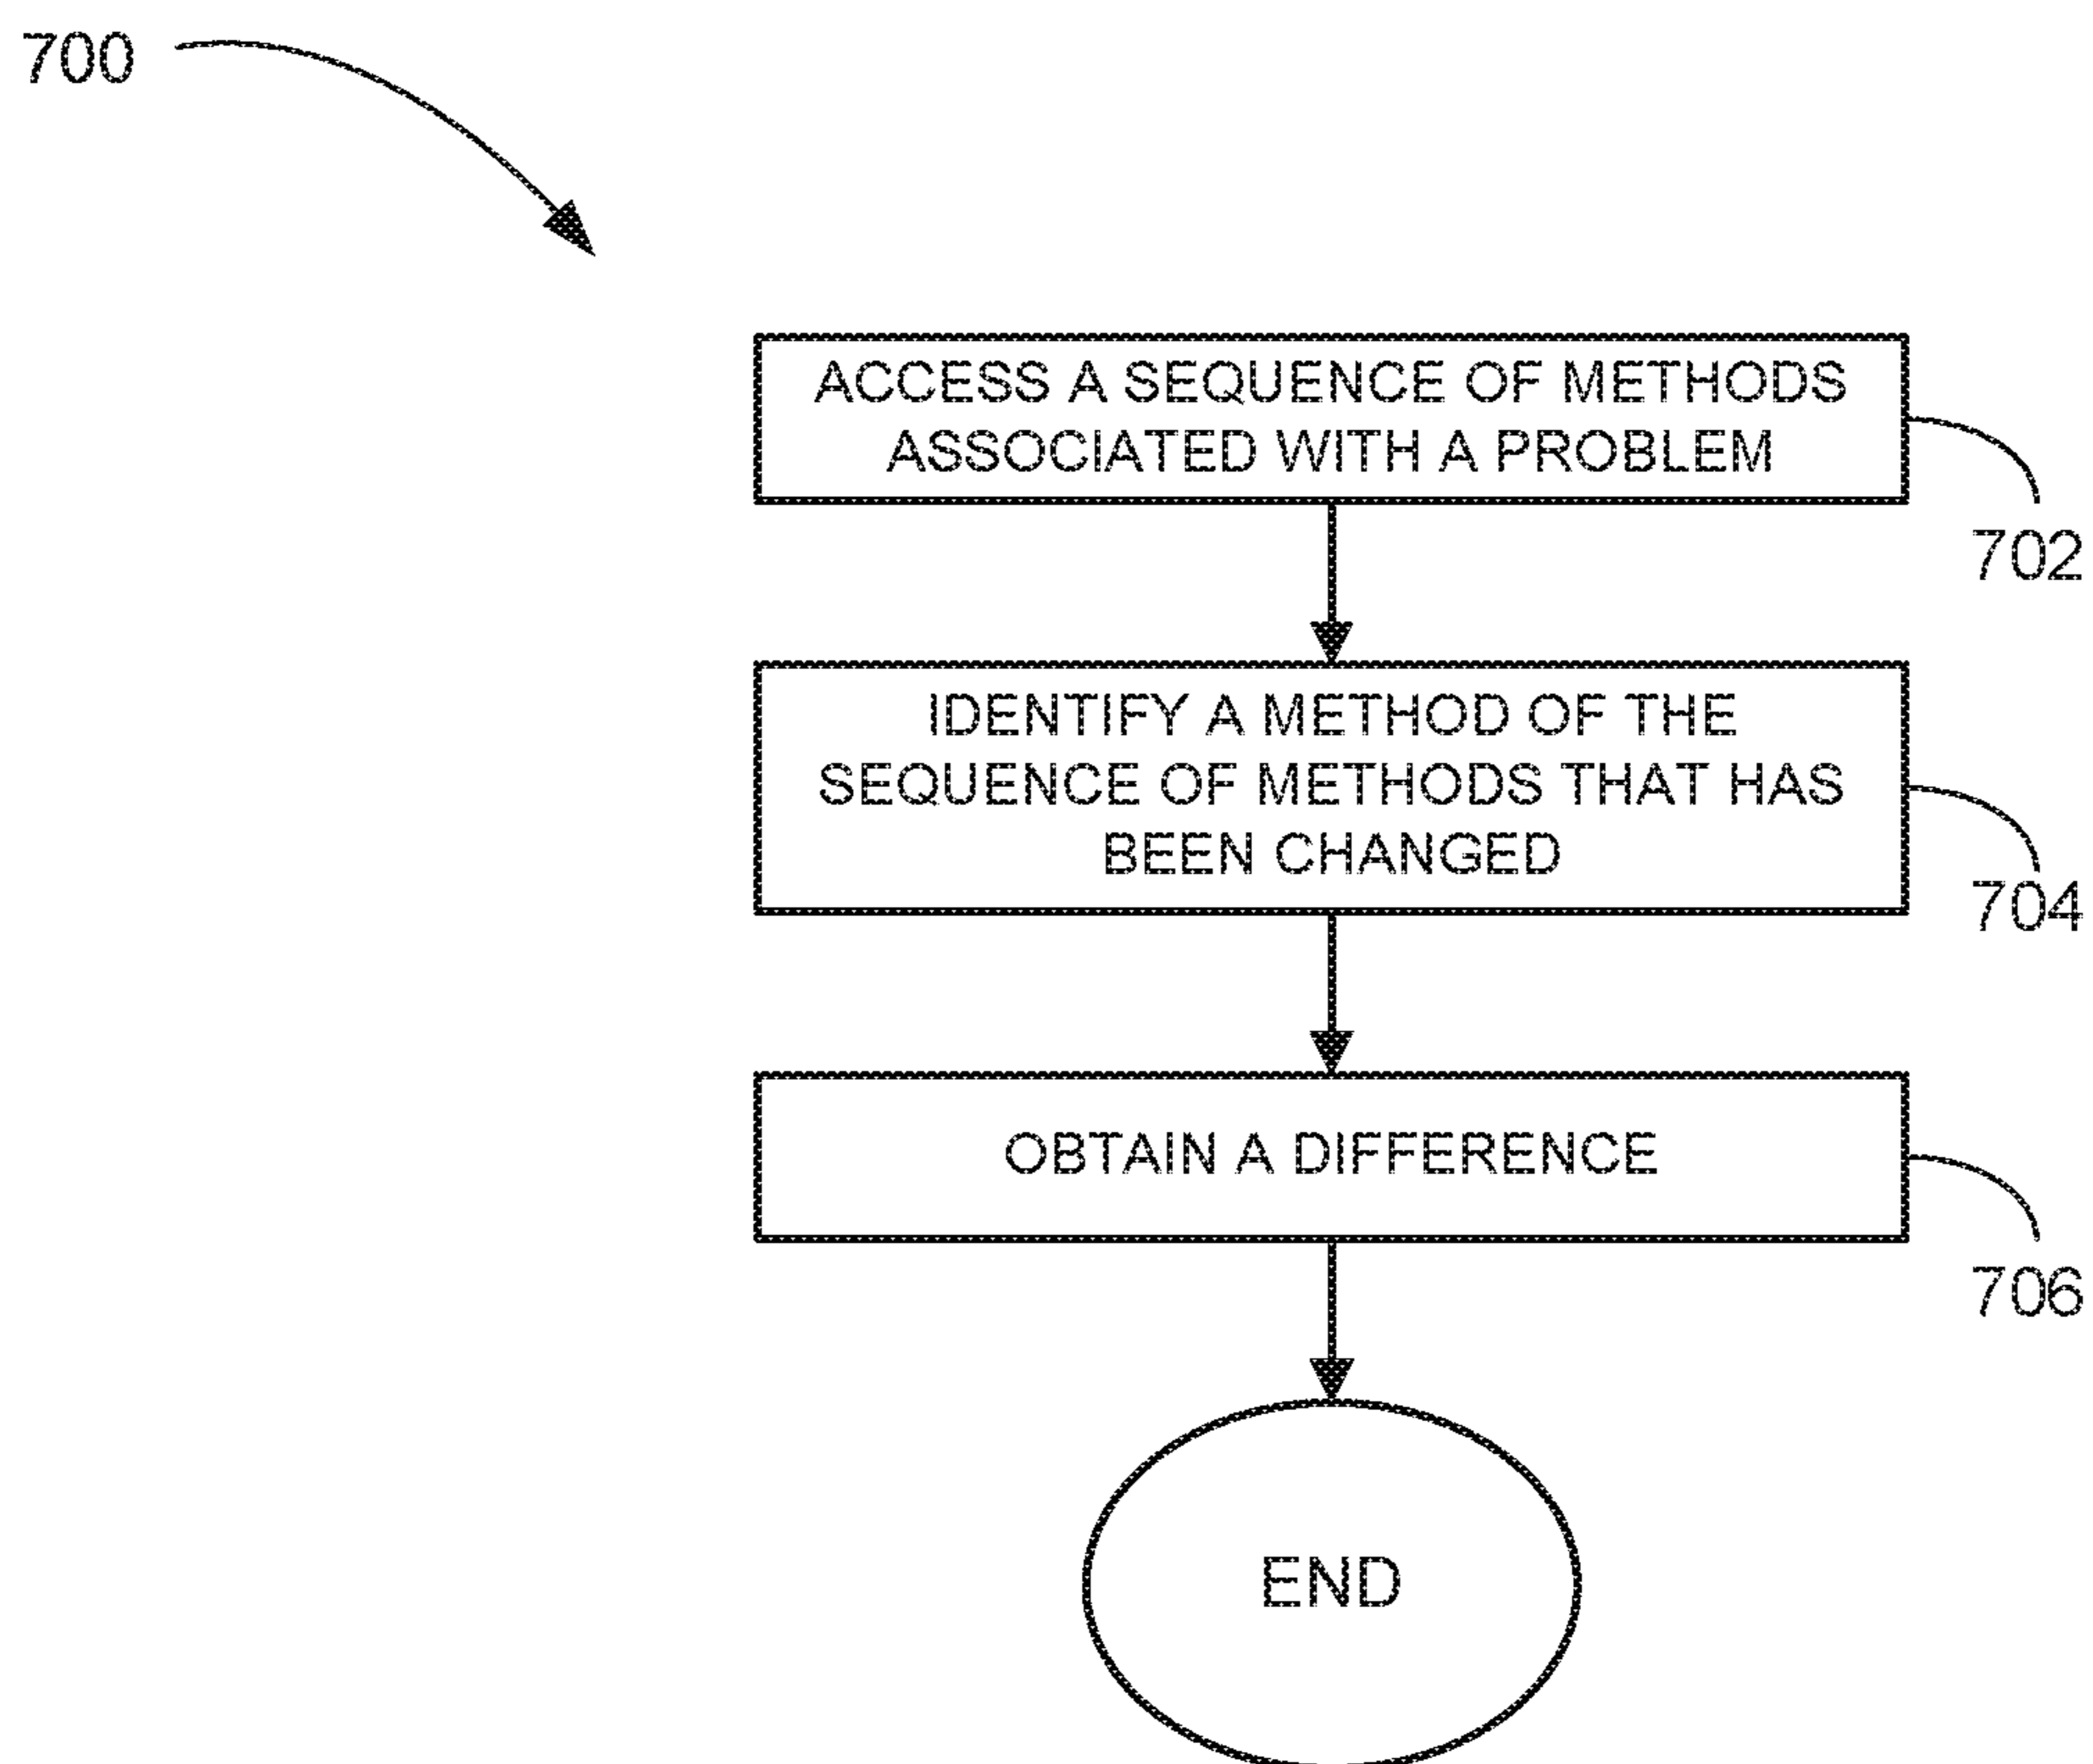 700
ACCESS A SEQUENCE OF METHODS
ASSOCIATED WITH A PROBLEM
702
IDENTIFY A METHOD OF THE
SEQUENCE OF METHODS THAT HAS
BEEN CHANGED
704
OBTAIN A DIFFERENCE
706
END